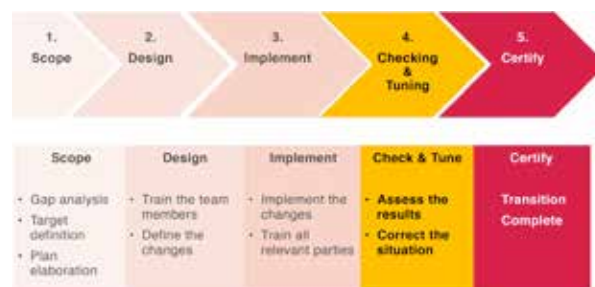 1.
Scope
2.
Design
3.
Implement
4.
Checking
&
Tuning
5.
Certify
Scope
• Gap analysis
• Target
definition
• Plan
elaboration
Design
• Train the team
members
• Define the
changes
Implement
• Implement the
changes
• Train all
relevant parties
Check & Tune
• Assess the
results
• Correct the
situation
Certify
Transition
Complete